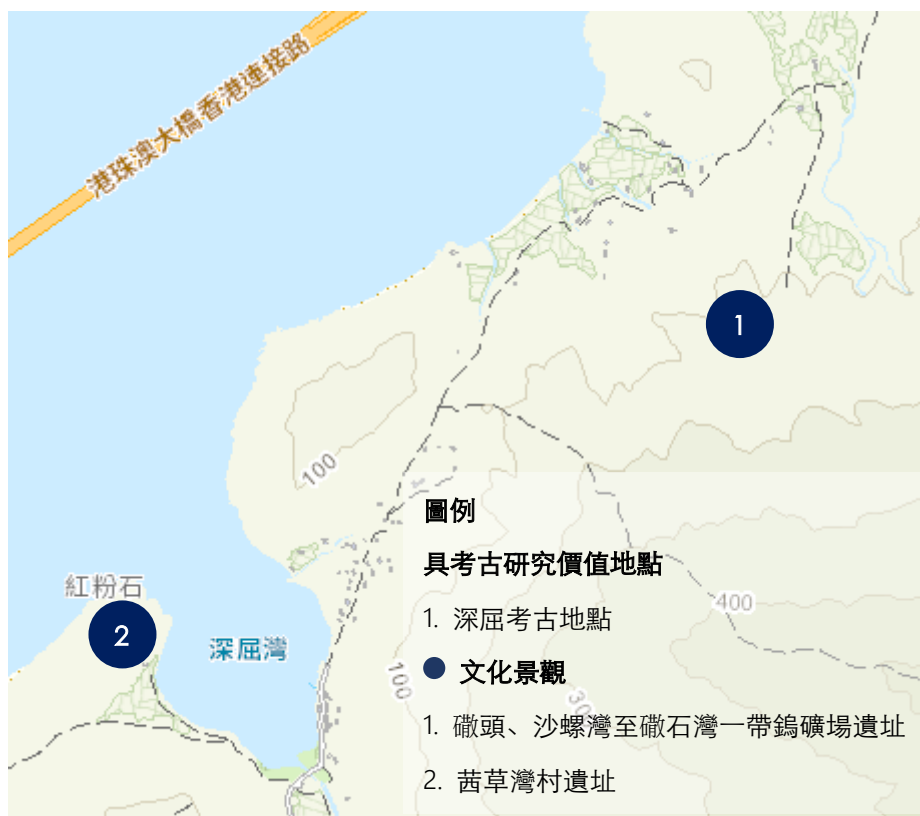 港珠澳大橋香港連接路
1
100
圖例
具考古研究價值地點
紅粉石
400
1. 深屈考古地點
2
深屈灣
100
文化景觀
30
1. 䃟頭、沙螺灣至䃟石灣一帶鎢礦場遺址
2. 茜草灣村遺址